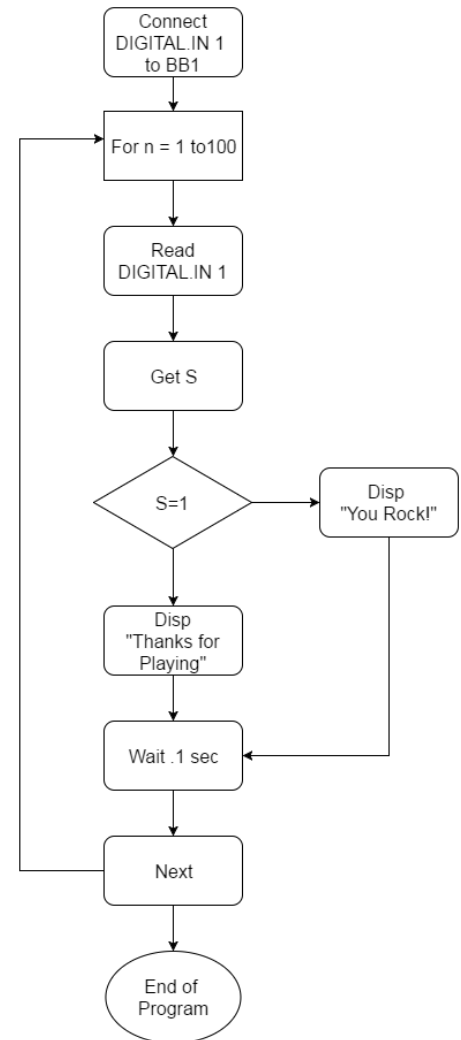 Connect
DIGITAL.IN 1
to BB1
For n = 1 to100
Read
DIGITAL.IN 1
Get S
S=1
Disp
"You Rock!"
Disp
"Thanks for
Playing"
Wait .1 sec
Next
End of
Program